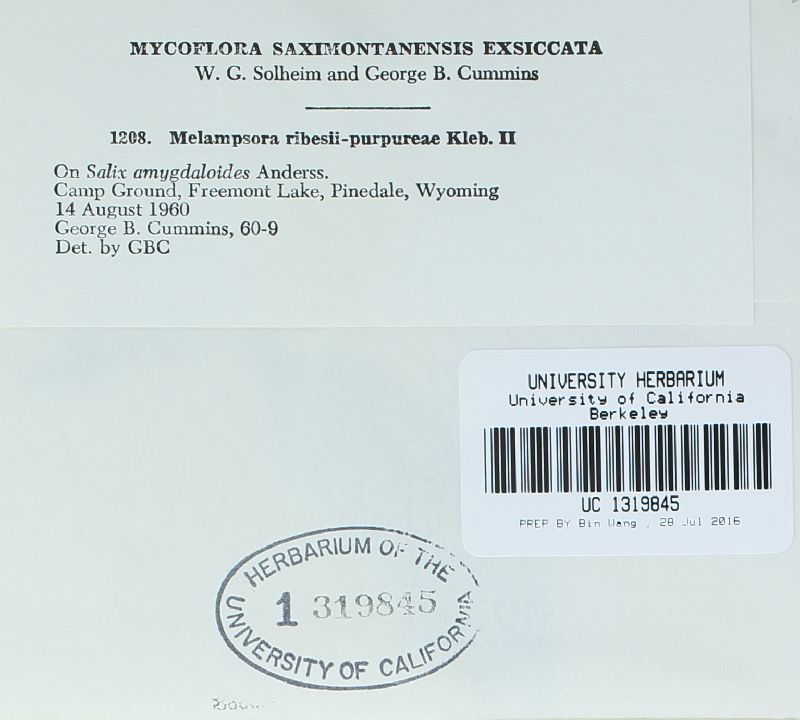 MYCOFLORA SAXIMONTANENSIS EXSICCATA
W. G. Solheim and George B. Cummins
1208. Melampsora ribesii-purpureae Kleb. II
On Salix amygdaloides Anderss.
Camp Ground, Freemont Lake, Pinedale, Wyoming
14 August 1960
George B. Cummins, 60-9
Det. by GBC
UNIVERSITY HERBARIUM
University of California
Berkeley
UC 1319845
PREP BY Bin Wang , 28 Jul 2016
HERBARIUM OF THE
1 319845
UNIVERSITY OF CALIFORNIA